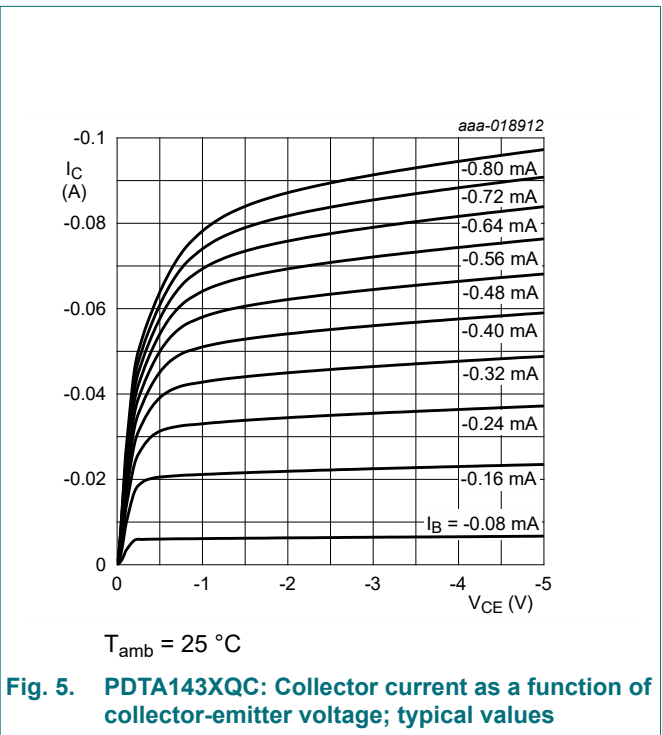 aaa-018912
-0.1
I_C
(A)
-0.08
-0.06
-0.04
-0.02
0
-0.80 mA
-0.72 mA
-0.64 mA
-0.56 mA
-0.48 mA
-0.40 mA
-0.32 mA
-0.24 mA
-0.16 mA
I_B = -0.08 mA
0 -1 -2 -3 -4 -5
V_CE (V)
T_amb = 25 °C
Fig. 5. PDTA143XQC: Collector current as a function of
collector-emitter voltage; typical values